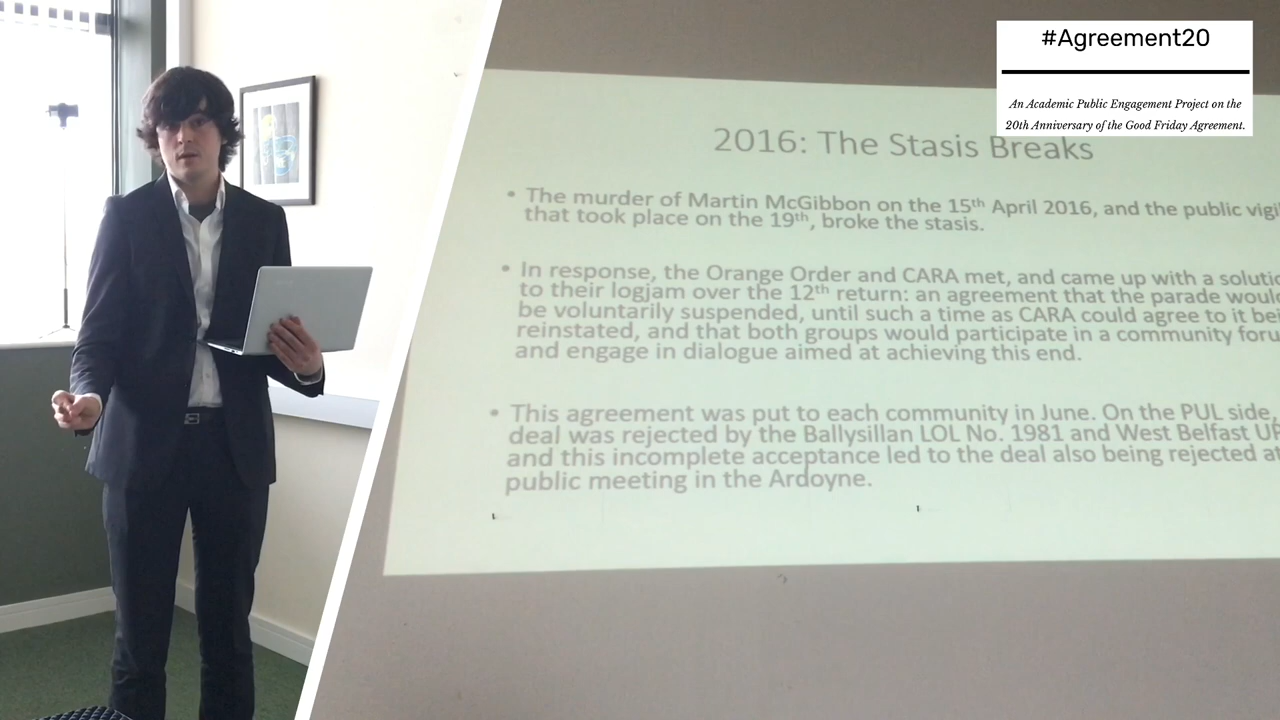 #Agreement20
An Academic Public Engagement Project on the
20th Anniversary of the Good Friday Agreement.
2016: The Stasis Breaks
• The murder of Martin McGibbon on the 15th April 2016, and the public
that took place on the 19th, broke the stasis.
• In response, the Orange Order and CARA met, and came up with a
to their logjam over the 12th return: an agreement that the parade
be voluntarily suspended, until such a time as CARA could agree to it
reinstated, and that both groups would participate in a community
and engage in dialogue aimed at achieving this end.
• This agreement was put to each community in June. On the PUL side,
deal was rejected by the Ballysillan LOL No. 1981 and West Belfast
and this incomplete acceptance led to the deal also being rejected at
public meeting in the Ardoyne.